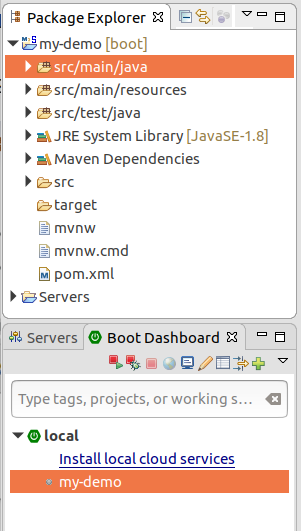 Package Explorer
my-demo [boot]
src/main/java
src/main/resources
src/test/java
JRE System Library [JavaSE-1.8]
Maven Dependencies
src
target
mvnw
mvnw.cmd
pom.xml
Servers
Servers Boot Dashboard
Type tags, projects, or working s...
local
Install local cloud services
my-demo